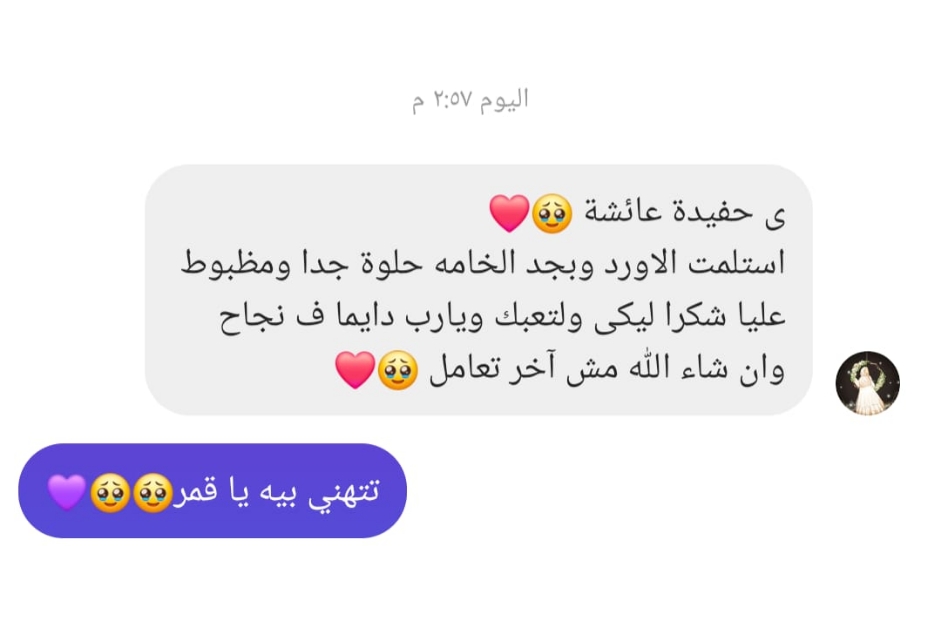 اليوم ٢:٥٧ م
ى حفيدة عائشة 🥹❤️
استلمت الاورد وبجد الخامه حلوة جدا ومظبوط
عليا شكرا ليكى ولتعبك ويارب دايما ف نجاح
وان شاء الله مش آخر تعامل 🥹❤️
تتهني بيه يا قمر🥹🥹💜